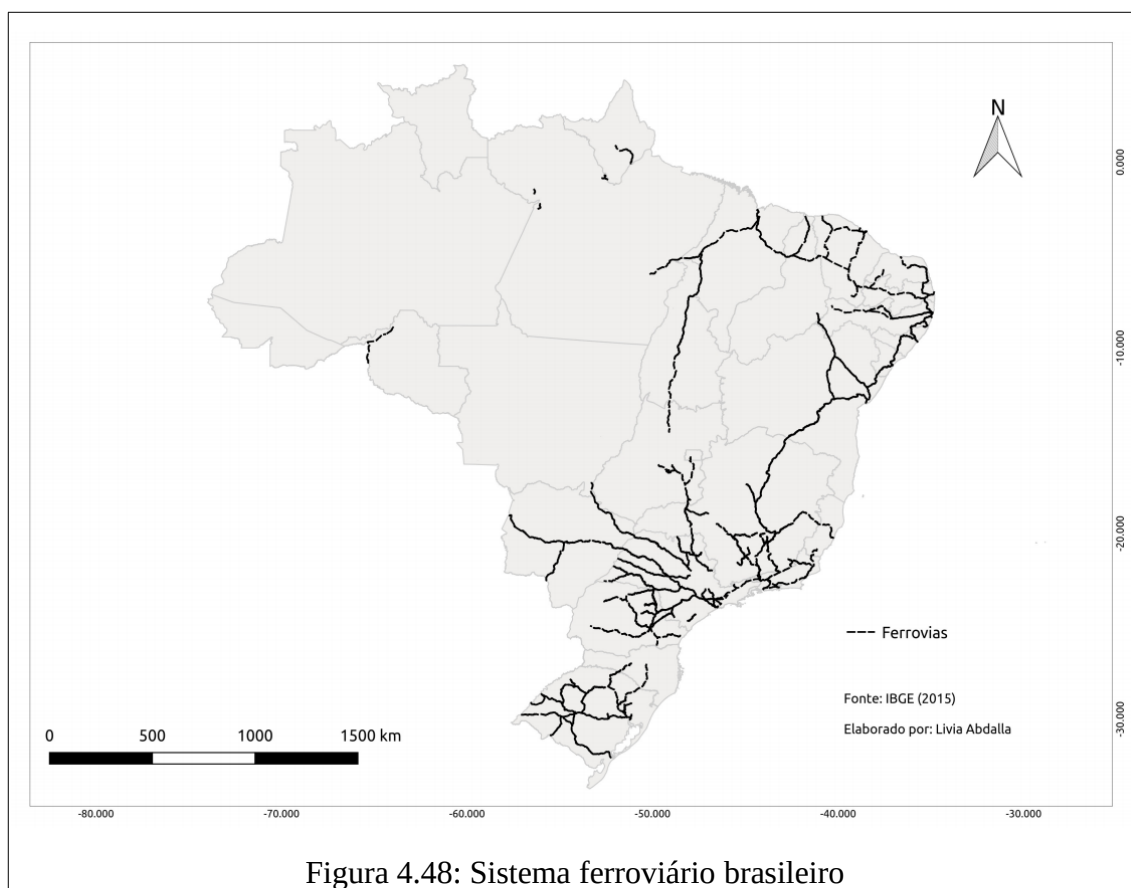 N
0.000
-10.000
-20.000
-30.000
Ferrovias
Fonte: IBGE (2015)
Elaborado por: Livia Abdalla
0 500 1000 1500 km
-80.000 -70.000 -60.000 -50.000 -40.000 -30.000
Figura 4.48: Sistema ferroviário brasileiro